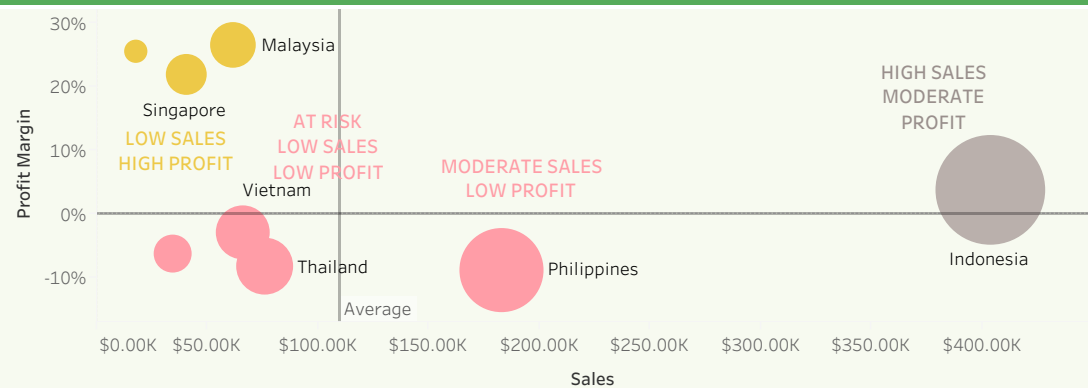 30%
20%
10%
0%
-10%
Profit Margin
Malaysia
Singapore
LOW SALES
HIGH PROFIT
AT RISK
LOW SALES
LOW PROFIT
Vietnam
Thailand
MODERATE SALES
LOW PROFIT
Philippines
HIGH SALES
MODERATE
PROFIT
Indonesia
Average
$0.00K $50.00K $100.00K $150.00K $200.00K $250.00K $300.00K $350.00K $400.00K
Sales